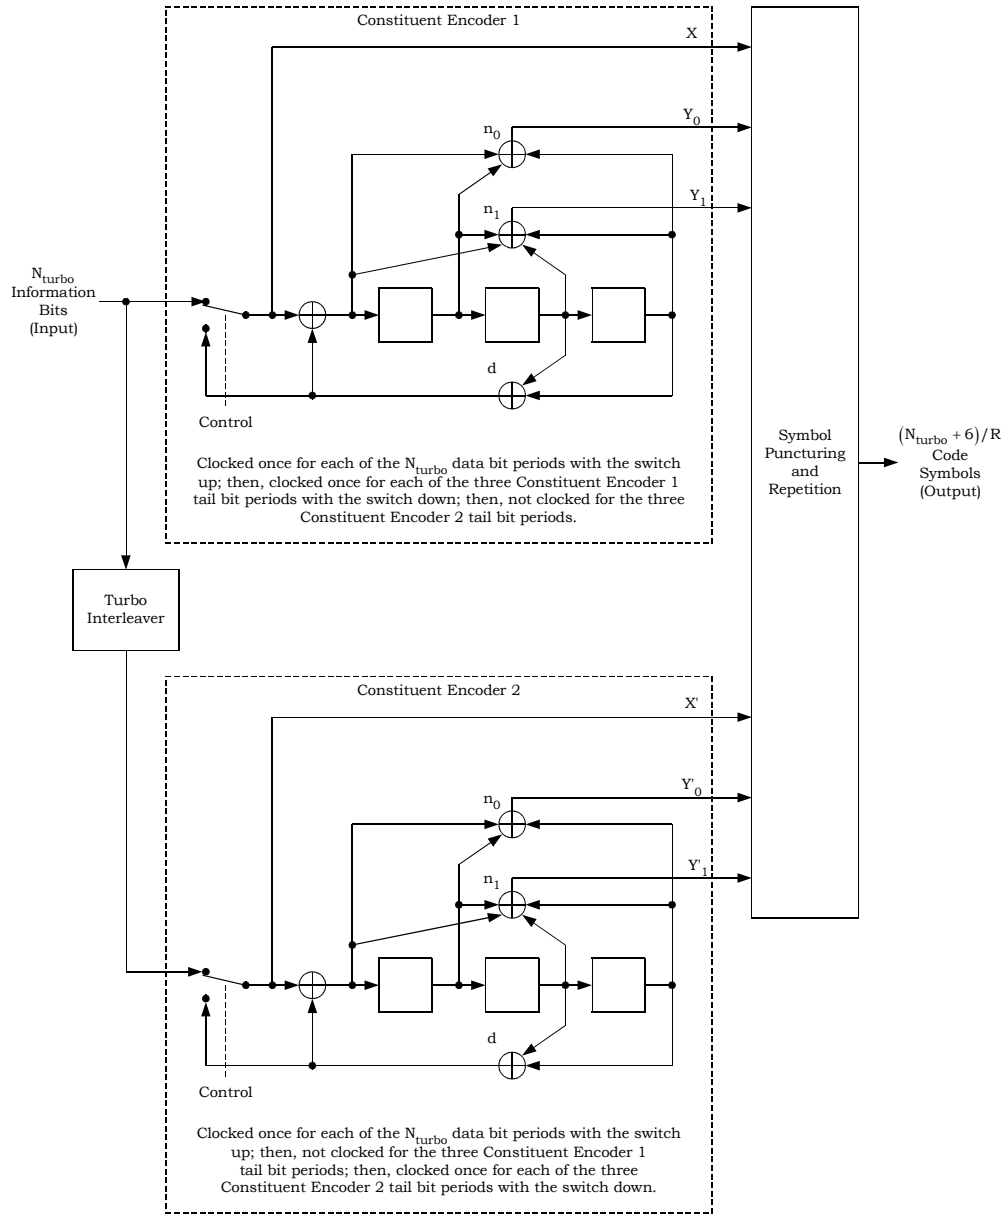 Constituent Encoder 1
X
n0
Y0
n1
Y1
Nturbo
Information
Bits
(Input)
d
Control
Clocked once for each of the Nturbo data bit periods with the switch
up; then, clocked once for each of the three Constituent Encoder 1
tail bit periods with the switch down; then, not clocked for the three
Constituent Encoder 2 tail bit periods.
Symbol
Puncturing
and
Repetition
(Nturbo + 6)/R
Code
Symbols
(Output)
Turbo
Interleaver
Constituent Encoder 2
X'
n0
Y'0
n1
Y'1
d
Control
Clocked once for each of the Nturbo data bit periods with the switch
up; then, not clocked for the three Constituent Encoder 1
tail bit periods; then, clocked once for each of the three
Constituent Encoder 2 tail bit periods with the switch down.